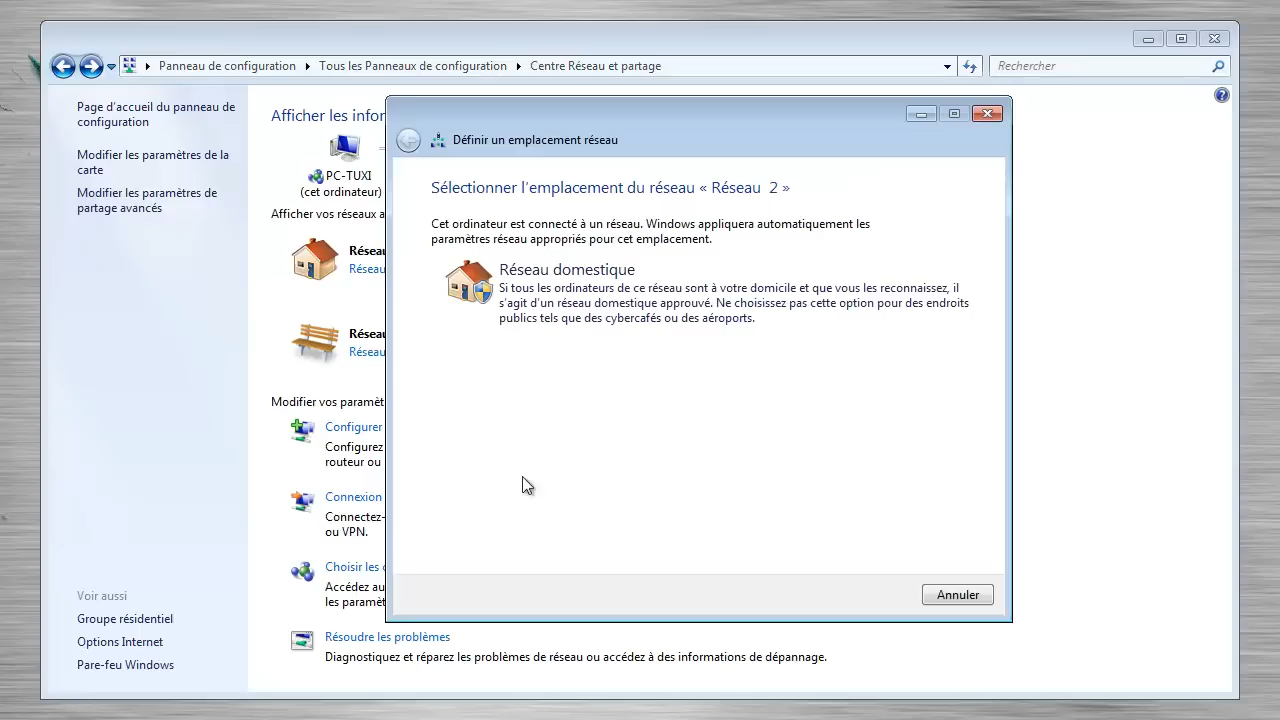 Panneau de configuration
Tous les Panneaux de configuration
Centre Réseau et partage
Rechercher
Page d'accueil du panneau de
configuration
Modifier les paramètres de la
carte
Modifier les paramètres de
partage avancés
Voir aussi
Groupe résidentiel
Options Internet
Pare-feu Windows
Afficher les infor
PC-TUXI
(cet ordinateur)
Afficher vos réseaux a
Réseau
Réseau
Réseau
Réseau
Modifier vos paramèt
Configurer
Configurez
routeur ou
Connexion
Connectez-
ou VPN.
Choisir les
Accédez au
les paramèt
Résoudre les problèmes
Diagnostiquez et réparez les problèmes de réseau ou accédez à des informations de dépannage.
Définir un emplacement réseau
Sélectionner l'emplacement du réseau « Réseau 2 »
Cet ordinateur est connecté à un réseau. Windows appliquera automatiquement les
paramètres réseau appropriés pour cet emplacement.
Réseau domestique
Si tous les ordinateurs de ce réseau sont à votre domicile et que vous les reconnaissez, il
s'agit d'un réseau domestique approuvé. Ne choisissez pas cette option pour des endroits
publics tels que des cybercafés ou des aéroports.
Annuler